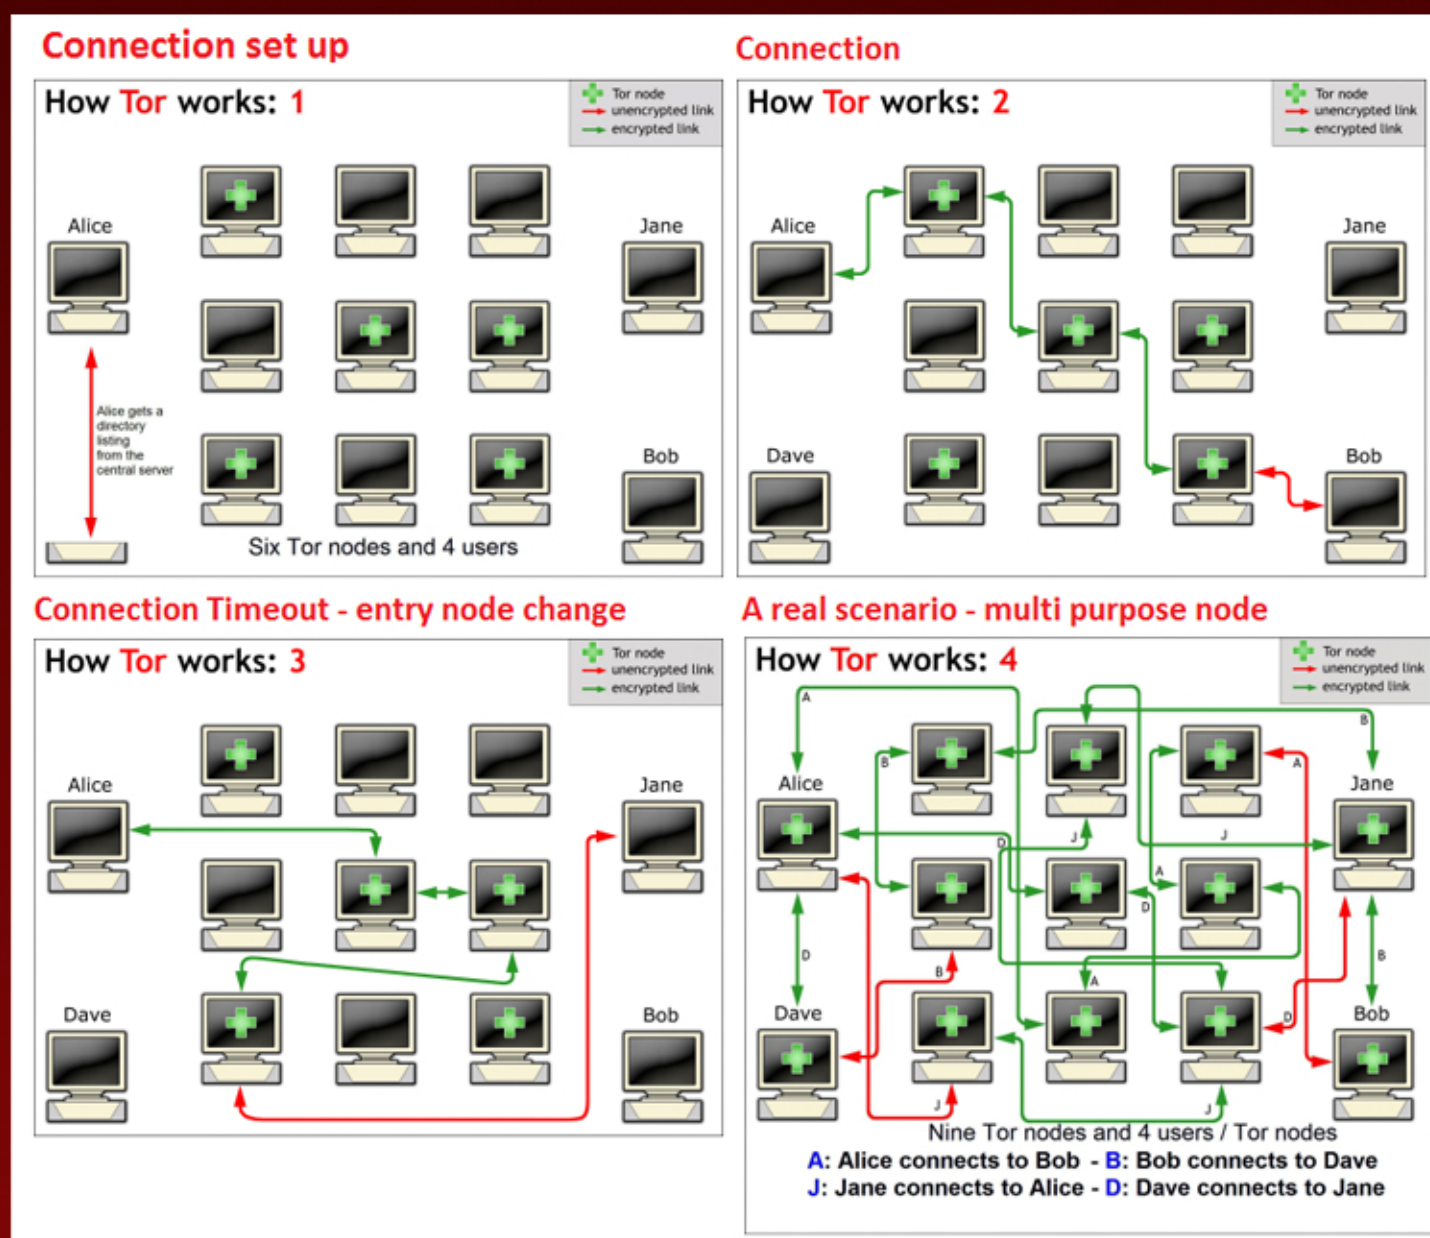 Connection set up
How Tor works: 1
Tor node
unencrypted link
encrypted link
Alice
Jane
Alice gets a
directory
listing
from the
central server
Bob
Six Tor nodes and 4 users
Connection
How Tor works: 2
Tor node
unencrypted link
encrypted link
Alice
Jane
Dave
Bob
Connection Timeout - entry node change
How Tor works: 3
Tor node
unencrypted link
encrypted link
Alice
Jane
Dave
Bob
A real scenario - multi purpose node
How Tor works: 4
Tor node
unencrypted link
encrypted link
A
B
B
A
Alice
Jane
D
J
J
A
D
D
B
B
A
Dave
D
Bob
J
J
Nine Tor nodes and 4 users / Tor nodes
A: Alice connects to Bob - B: Bob connects to Dave
J: Jane connects to Alice - D: Dave connects to Jane